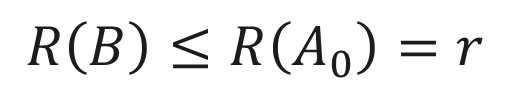 R(B) ≤ R(A₀) = r